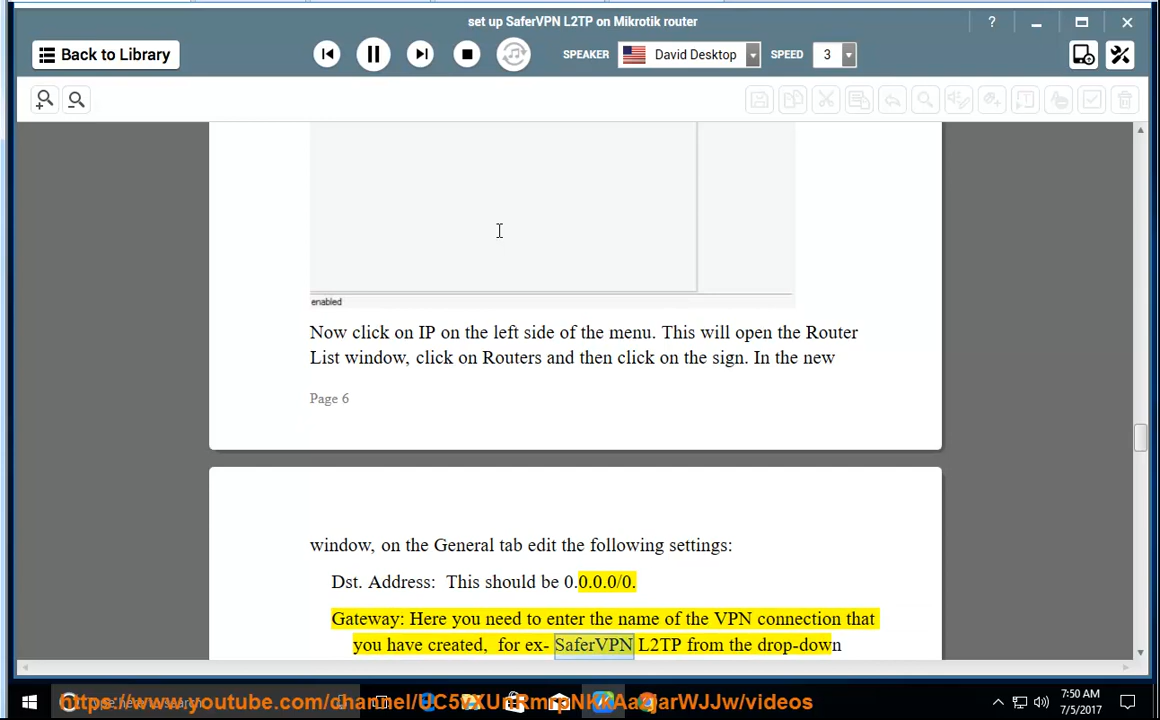 set up SaferVPN L2TP on Mikrotik router
?
Back to Library
SPEAKER
David Desktop
SPEED
3
enabled
Now click on IP on the left side of the menu. This will open the Router
List window, click on Routers and then click on the sign. In the new
Page 6
window, on the General tab edit the following settings:
Dst. Address: This should be 0.0.0.0/0.
Gateway: Here you need to enter the name of the VPN connection that
you have created, for ex- SaferVPN L2TP from the drop-down
7:50 AM
7/5/2017